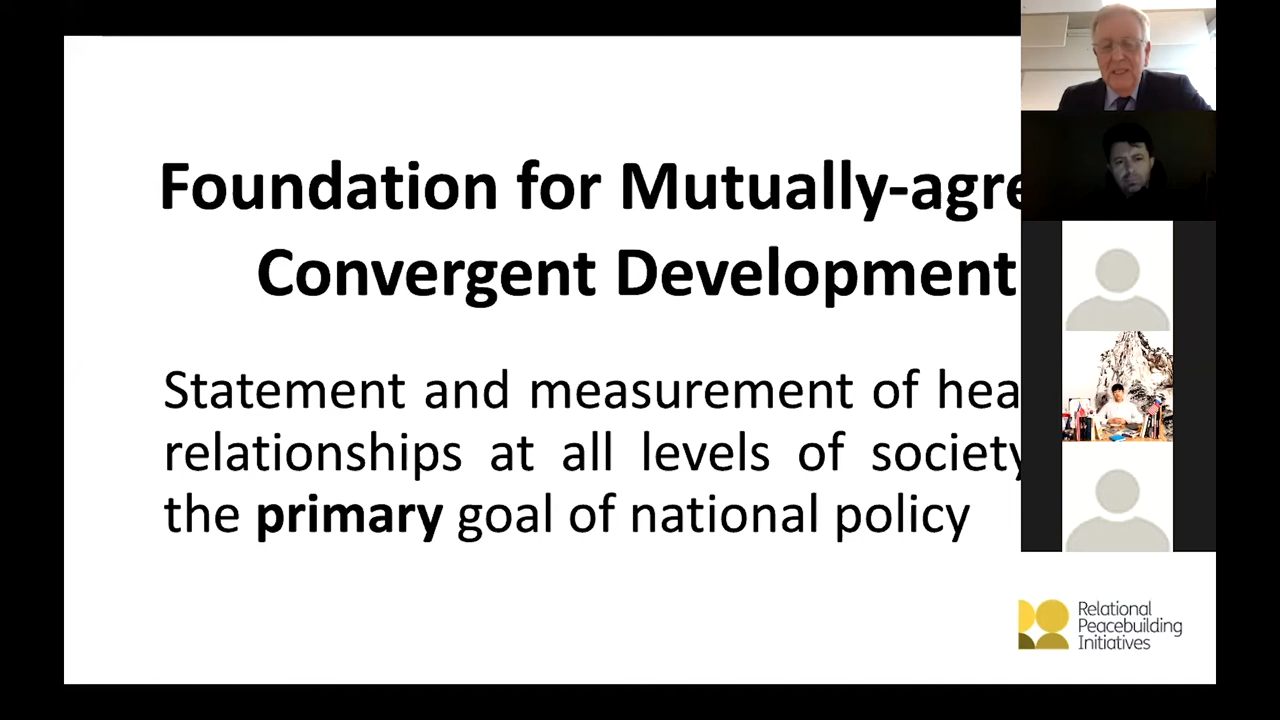 Foundation for Mutually-agre
Convergent Development
Statement and measurement of hea
relationships at all levels of society
the primary goal of national policy
Relational
Peacebuilding
Initiatives